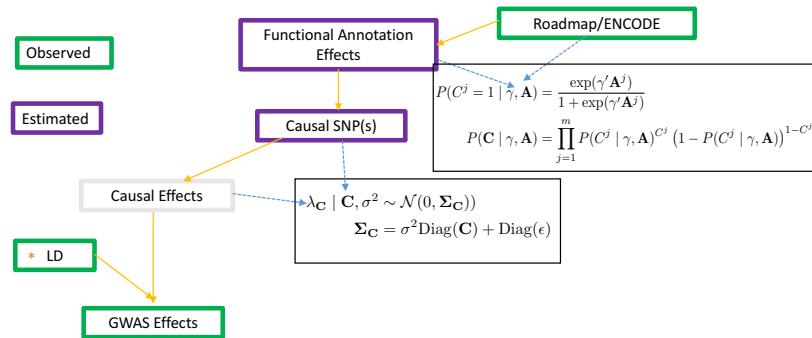 Roadmap/ENCODE
Functional Annotation
Effects
Observed
P(C^j = 1 | γ, A) = exp(γ′A^j) / 1 + exp(γ′A^j)
Estimated
Causal SNP(s)
P(C | γ, A) = ∏_{j=1}^{m} P(C^j | γ, A)^{C^j} (1 − P(C^j | γ, A))^{1−C^j}
Causal Effects
λ_C | C, σ² ∼ N(0, Σ_C))
Σ_C = σ²Diag(C) + Diag(ϵ)
* LD
GWAS Effects